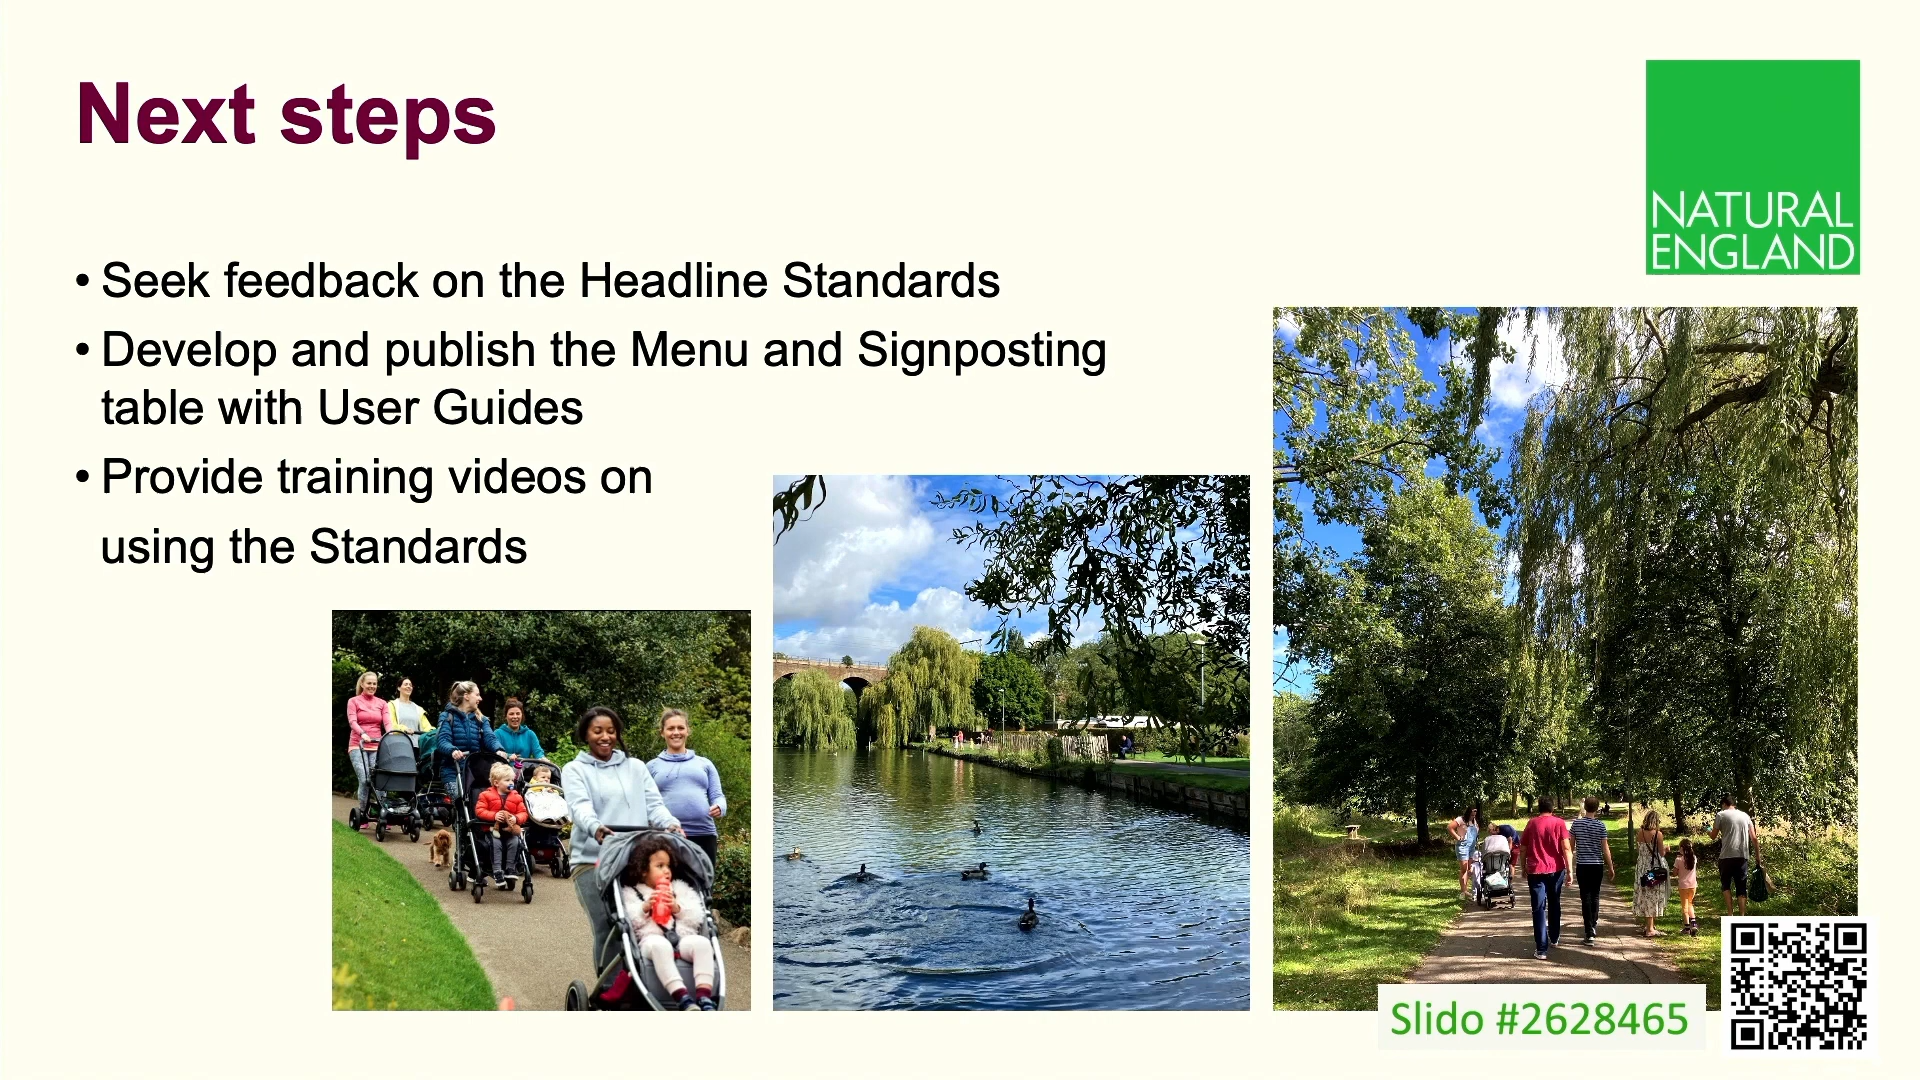 Next steps
NATURAL
ENGLAND
• Seek feedback on the Headline Standards
• Develop and publish the Menu and Signposting
table with User Guides
• Provide training videos on
using the Standards
Slido #2628465